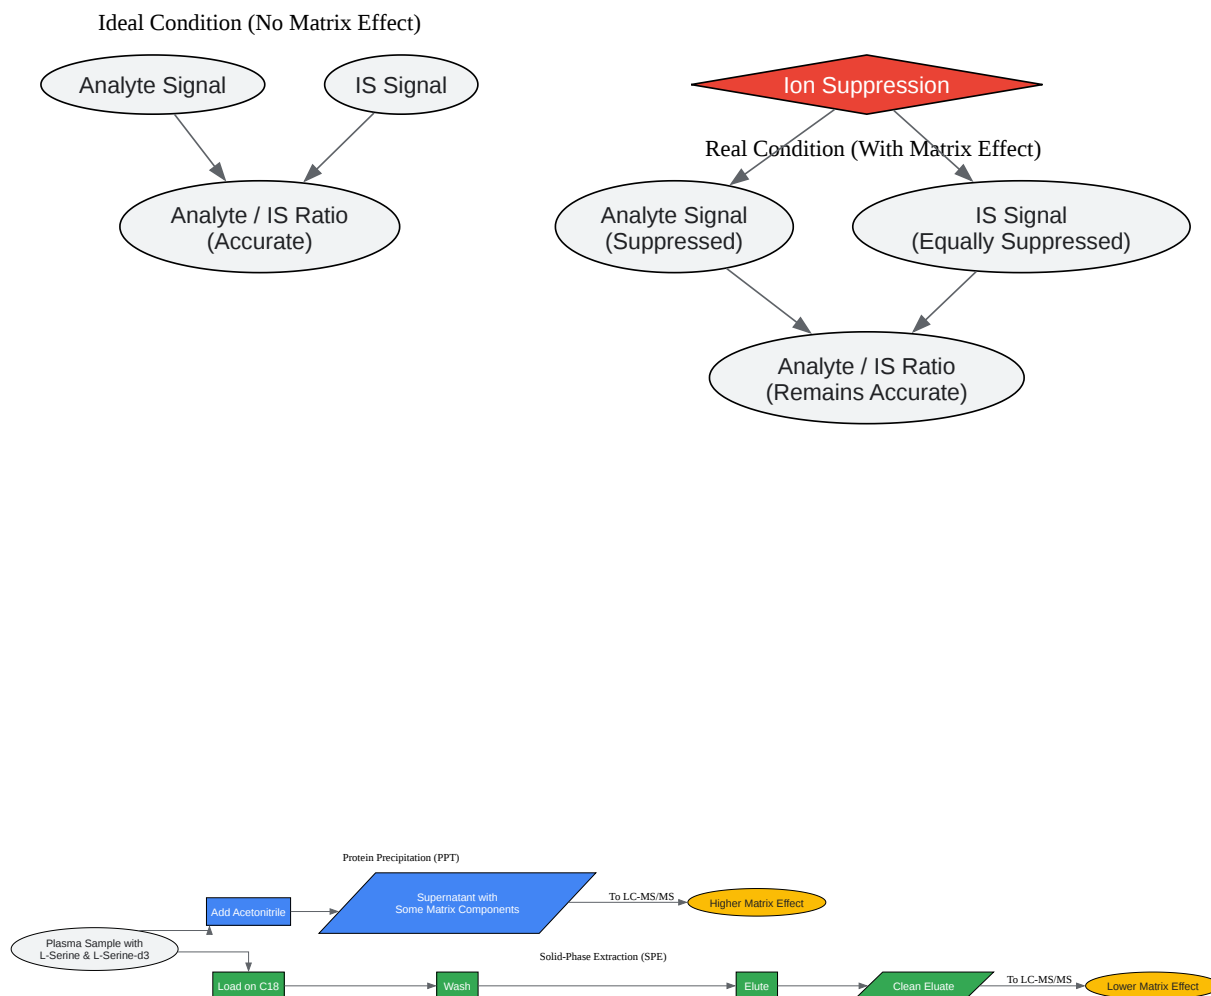 Ideal Condition (No Matrix Effect)
Analyte Signal
IS Signal
Analyte / IS Ratio
(Accurate)
Ion Suppression
Real Condition (With Matrix Effect)
Analyte Signal
(Suppressed)
IS Signal
(Equally Suppressed)
Analyte / IS Ratio
(Remains Accurate)
Protein Precipitation (PPT)
Add Acetonitrile
Supernatant with
Some Matrix Components
To LC-MS/MS
Higher Matrix Effect
Plasma Sample with
L-Serine & L-Serine-d3
Solid-Phase Extraction (SPE)
Load on C18
Wash
Elute
Clean Eluate
To LC-MS/MS
Lower Matrix Effect